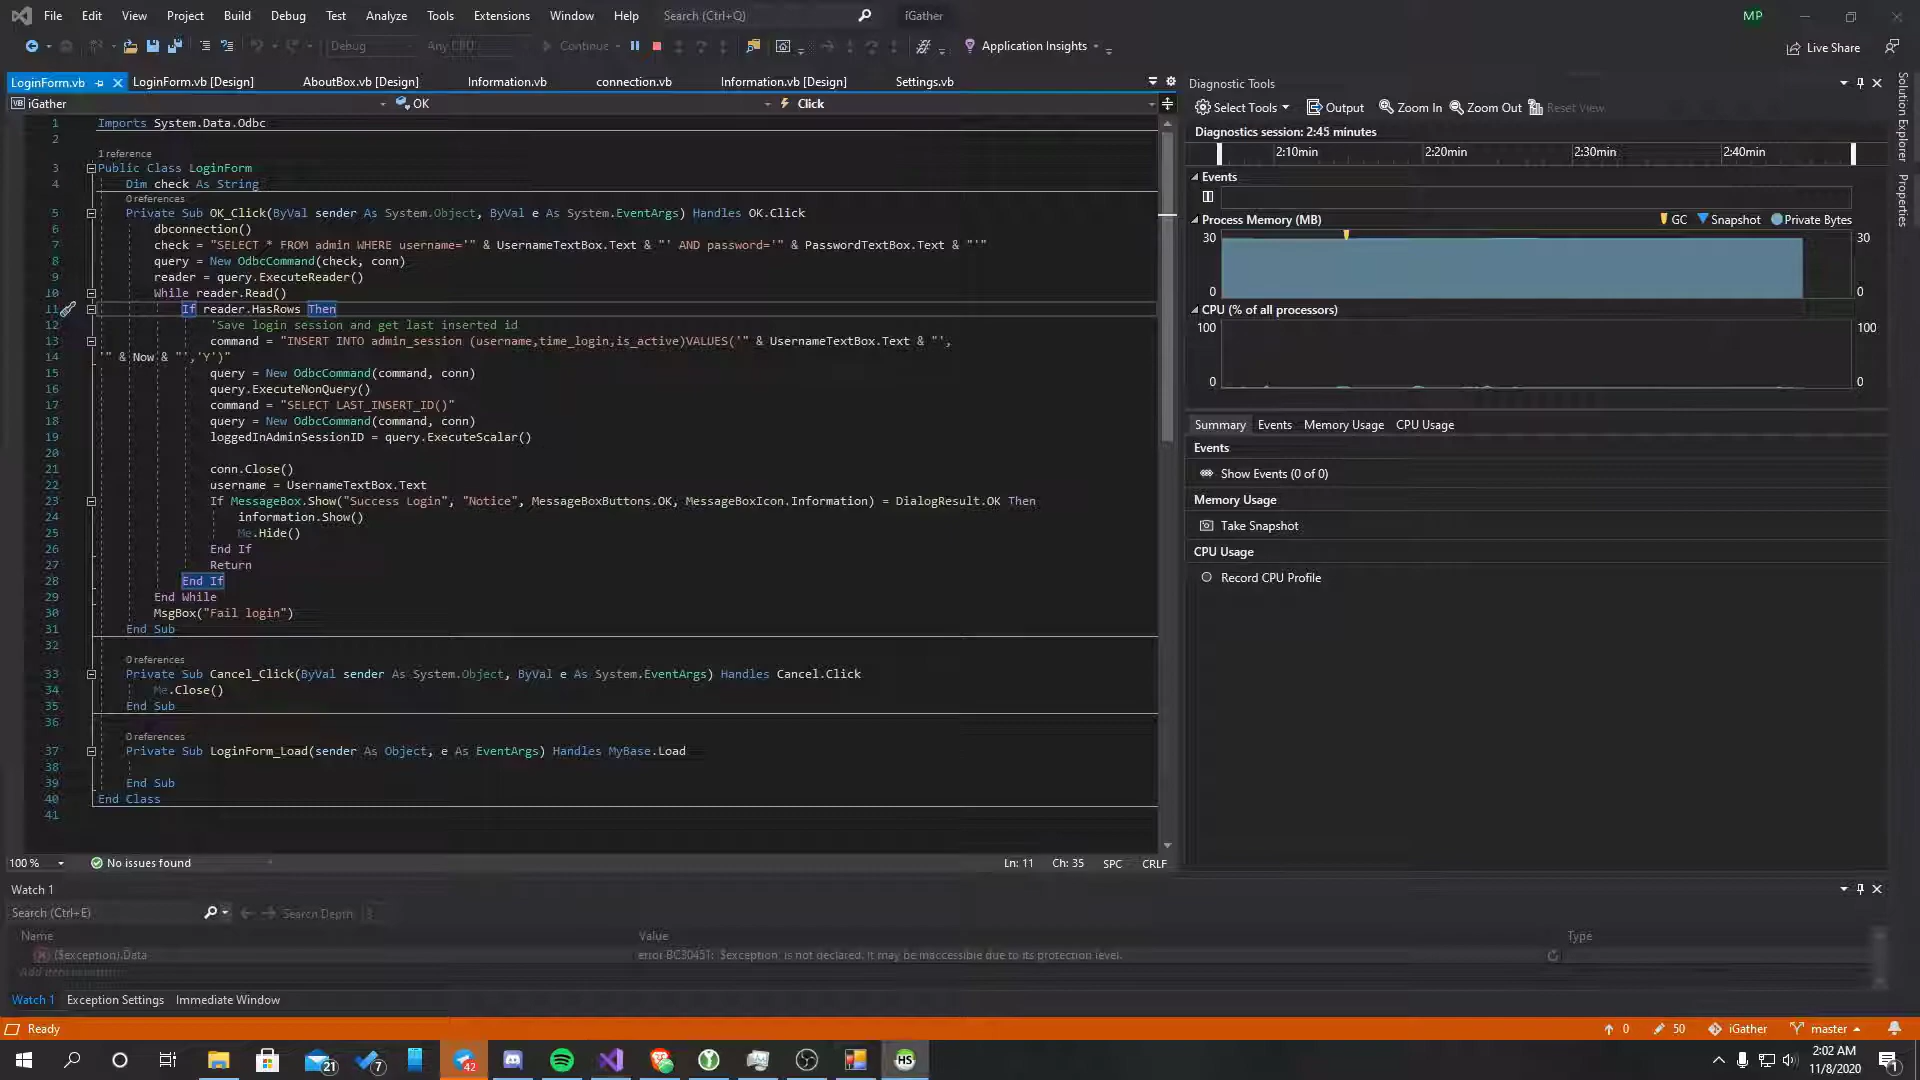 File Edit View Project Build Debug Test Analyze Tools Extensions Window Help Search (Ctrl+Q) iGather MP
Debug Any CPU Continue Application Insights Live Share
LoginForm.vb LoginForm.vb [Design] AboutBox.vb [Design] Information.vb connection.vb Information.vb [Design] Settings.vb
VB iGather OK Click
1 Imports System.Data.Odbc
2
1 reference
3 Public Class LoginForm
4 Dim check As String
0 references
5 Private Sub OK_Click(ByVal sender As System.Object, ByVal e As System.EventArgs) Handles OK.Click
6 dbconnection()
7 check = "SELECT * FROM admin WHERE username='" & UsernameTextBox.Text & "' AND password='" & PasswordTextBox.Text & "'"
8 query = New OdbcCommand(check, conn)
9 reader = query.ExecuteReader()
10 While reader.Read()
11 If reader.HasRows Then
12 'Save login session and get last inserted id
13 command = "INSERT INTO admin_session (username,time_login,is_active)VALUES('" & UsernameTextBox.Text & "',
14 '" & Now & "','Y')"
15 query = New OdbcCommand(command, conn)
16 query.ExecuteNonQuery()
17 command = "SELECT LAST_INSERT_ID()"
18 query = New OdbcCommand(command, conn)
19 loggedInAdminSessionID = query.ExecuteScalar()
20
21 conn.Close()
22 username = UsernameTextBox.Text
23 If MessageBox.Show("Success Login", "Notice", MessageBoxButtons.OK, MessageBoxIcon.Information) = DialogResult.OK Then
24 information.Show()
25 Me.Hide()
26 End If
27 Return
28 End If
29 End While
30 MsgBox("Fail login")
31 End Sub
32
0 references
33 Private Sub Cancel_Click(ByVal sender As System.Object, ByVal e As System.EventArgs) Handles Cancel.Click
34 Me.Close()
35 End Sub
36
0 references
37 Private Sub LoginForm_Load(sender As Object, e As EventArgs) Handles MyBase.Load
38
39 End Sub
40 End Class
41
100 % No issues found Ln: 11 Ch: 35 SPC CRLF
Diagnostic Tools
Select Tools Output Zoom In Zoom Out Reset View
Diagnostics session: 2:45 minutes
2:10min 2:20min 2:30min 2:40min
Events
Process Memory (MB) GC Snapshot Private Bytes
30 30
0 0
CPU (% of all processors)
100 100
0 0
Summary Events Memory Usage CPU Usage
Events
Show Events (0 of 0)
Memory Usage
Take Snapshot
CPU Usage
Record CPU Profile
Solution Explorer
Properties
Watch 1
Search (Ctrl+E) Search Depth
Name Value Type
($exception).Data error BC30451: '$exception' is not declared. It may be inaccessible due to its protection level.
Watch 1 Exception Settings Immediate Window
Ready 0 50 iGather master
21 7 42 HS 2:02 AM
11/8/2020 1